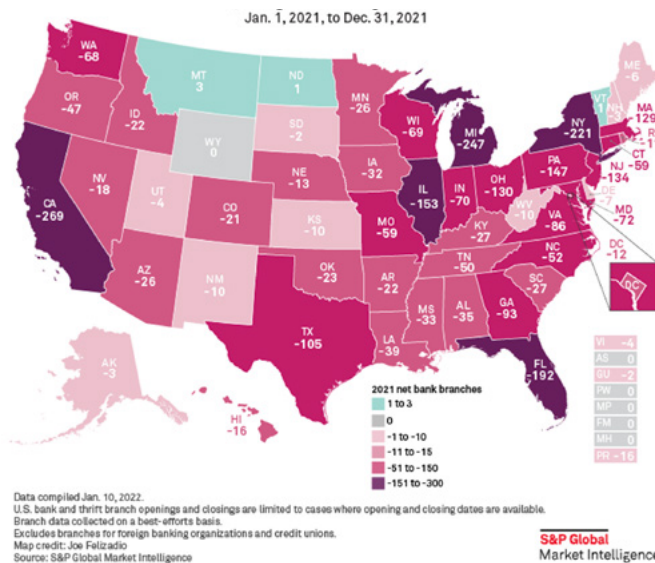 Jan. 1, 2021, to Dec. 31, 2021
WA
-68
MT
3
ND
1
MN
-26
ME
-6
VT
1
NH
-3
OR
-47
ID
-22
WY
0
SD
-2
WI
-69
MI
-247
NY
-221
MA
129
R
CT
-59
NV
-18
UT
-4
CO
-21
NE
-13
IA
-32
IL
-153
IN
-70
OH
-130
PA
-147
NJ
-134
DE
-7
CA
-269
KS
-10
MO
-59
KY
-27
WV
-10
VA
-86
MD
-72
DC
-12
AZ
-26
NM
-10
OK
-23
AR
-22
TN
-50
NC
-52
SC
-27
DC
TX
-105
LA
-39
MS
-33
AL
-35
GA
-93
FL
-192
AK
-3
HI
-16
VI -4
AS 0
GU -2
PW 0
MP 0
FM 0
MH 0
PR -16
2021 net bank branches
1 to 3
0
-1 to -10
-11 to -15
-51 to -150
-151 to -300
Data compiled Jan. 10, 2022.
U.S. bank and thrift branch openings and closings are limited to cases where opening and closing dates are available.
Branch data collected on a best-efforts basis.
Excludes branches for foreign banking organizations and credit unions.
Map credit: Joe Felizadio
Source: S&P Global Market Intelligence
S&P Global
Market Intelligence